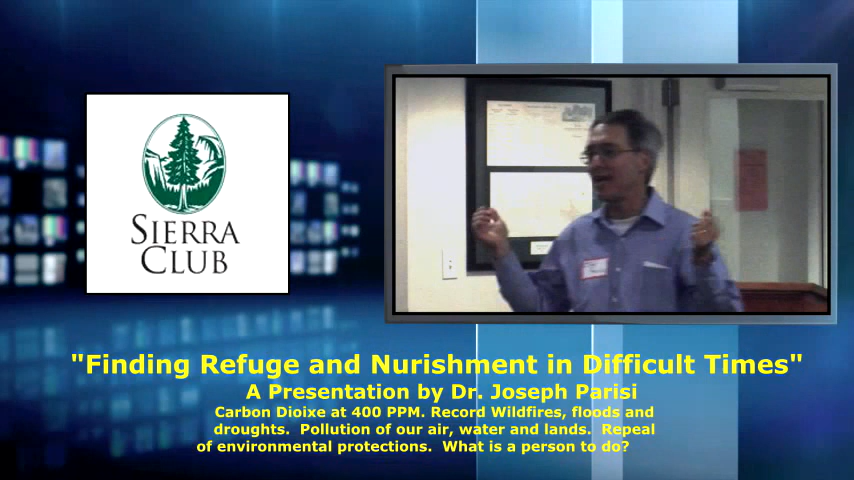 SIERRA
CLUB
"Finding Refuge and Nurishment in Difficult Times"
A Presentation by Dr. Joseph Parisi
Carbon Dioixe at 400 PPM. Record Wildfires, floods and
droughts. Pollution of our air, water and lands. Repeal
of environmental protections. What is a person to do?